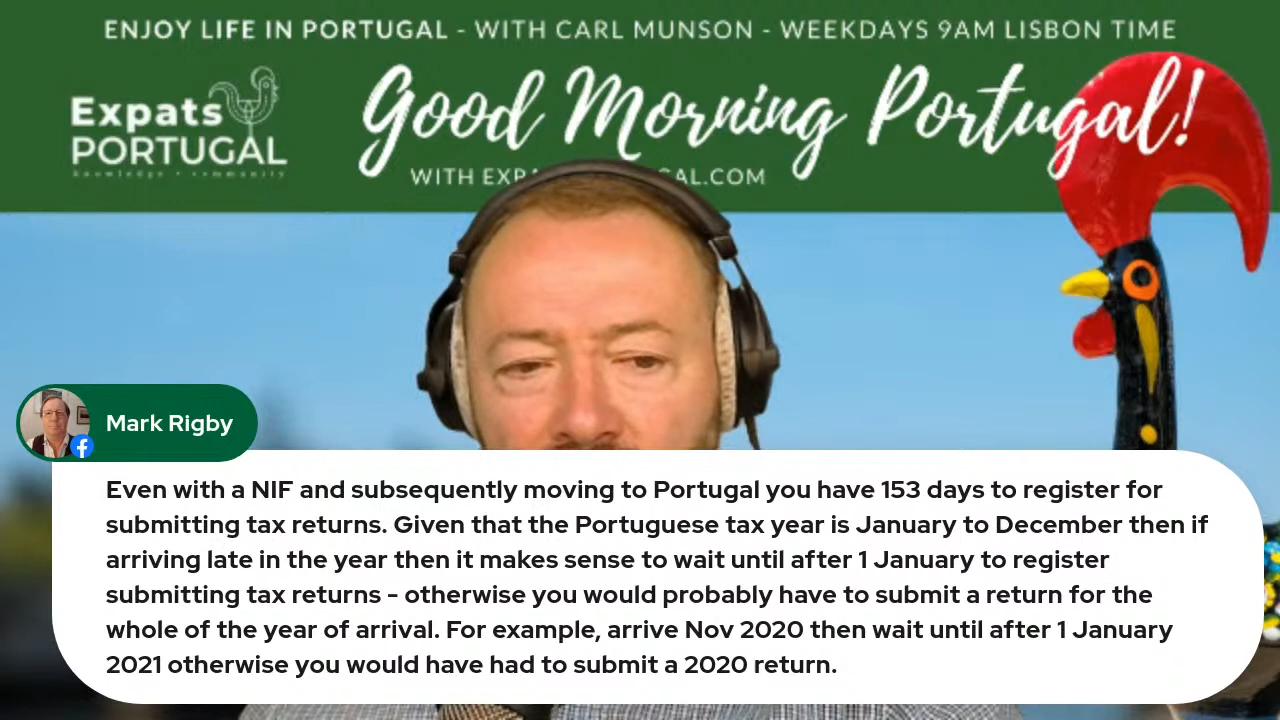 ENJOY LIFE IN PORTUGAL - WITH CARL MUNSON - WEEKDAYS 9AM LISBON TIME
Expats
PORTUGAL
knowledge • community
Good Morning Portugal!
WITH
Mark Rigby
Even with a NIF and subsequently moving to Portugal you have 153 days to register for
submitting tax returns. Given that the Portuguese tax year is January to December then if
arriving late in the year then it makes sense to wait until after 1 January to register
submitting tax returns - otherwise you would probably have to submit a return for the
whole of the year of arrival. For example, arrive Nov 2020 then wait until after 1 January
2021 otherwise you would have had to submit a 2020 return.